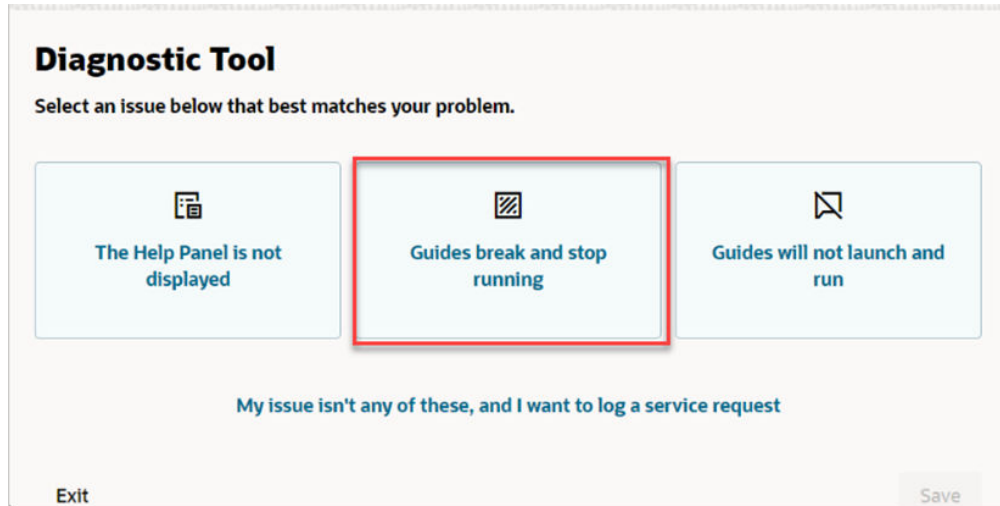 Diagnostic Tool
Select an issue below that best matches your problem.
The Help Panel is not
displayed
Guides break and stop
running
Guides will not launch and
run
My issue isn't any of these, and I want to log a service request
Exit
Save